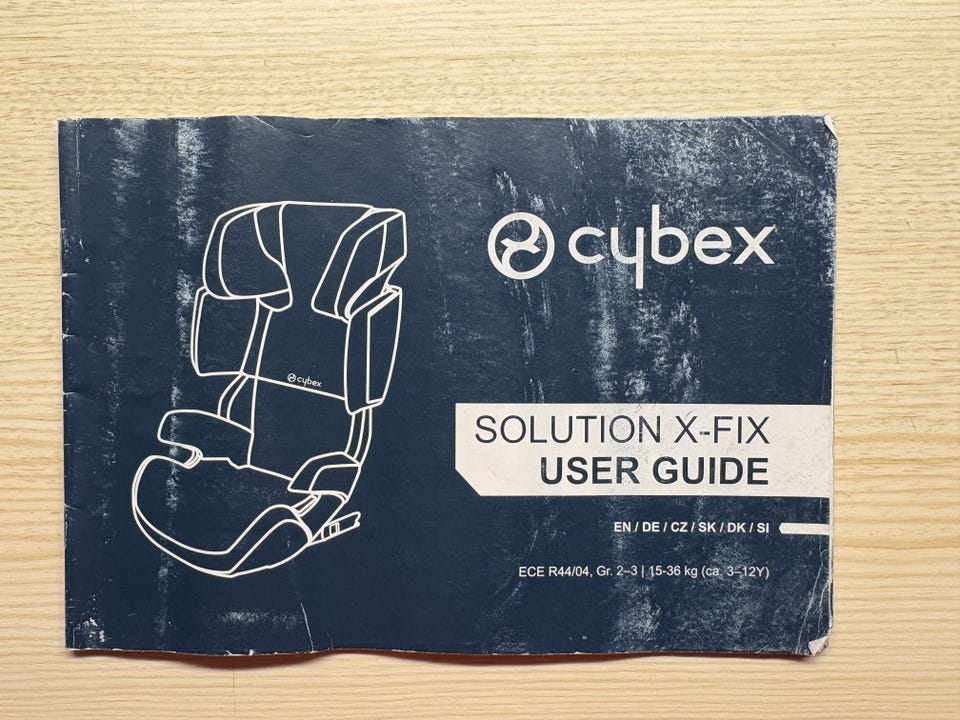 cybex
cybex
SOLUTION X-FIX
USER GUIDE
EN / DE / CZ / SK / DK / SI
ECE R44/04, Gr. 2–3 | 15-36 kg (ca. 3–12Y)